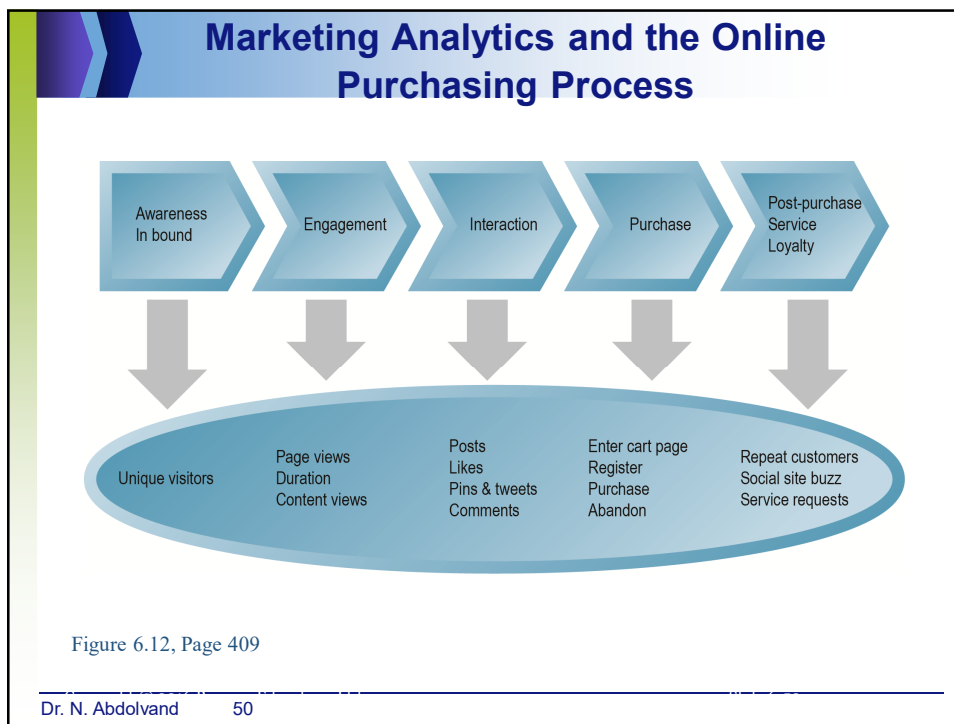 Marketing Analytics and the Online
Purchasing Process
Awareness
In bound
Engagement
Interaction
Purchase
Post-purchase
Service
Loyalty
Unique visitors
Page views
Duration
Content views
Posts
Likes
Pins & tweets
Comments
Enter cart page
Register
Purchase
Abandon
Repeat customers
Social site buzz
Service requests
Figure 6.12, Page 409
Dr. N. Abdolvand 50